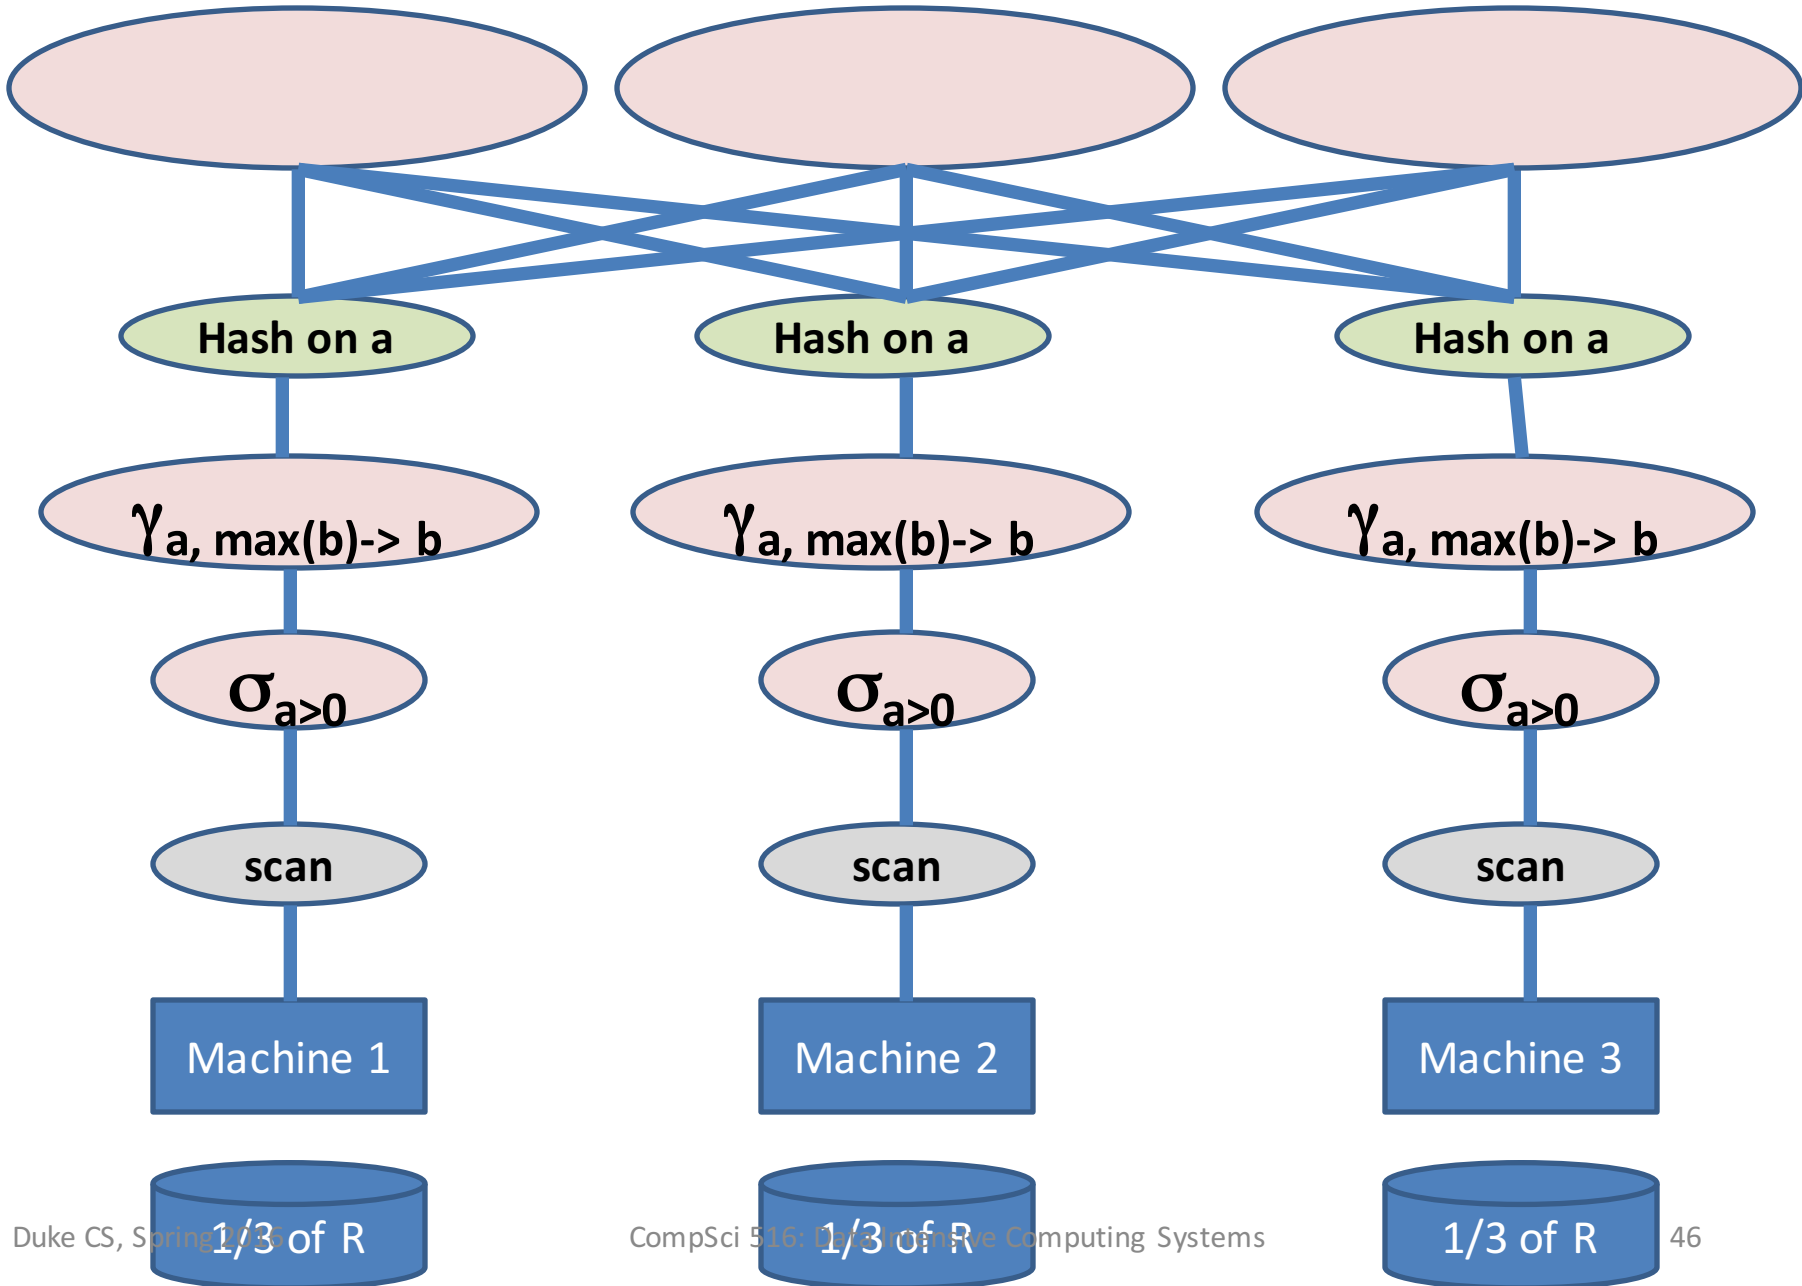 Hash on a Hash on a Hash on a
γa, max(b)-> b γa, max(b)-> b γa, max(b)-> b
σa>0 σa>0 σa>0
scan scan scan
Machine 1 Machine 2 Machine 3
1/3 of R 1/3 of R 1/3 of R
Duke CS, Spring 2016 CompSci 516: Data Intensive Computing Systems 46